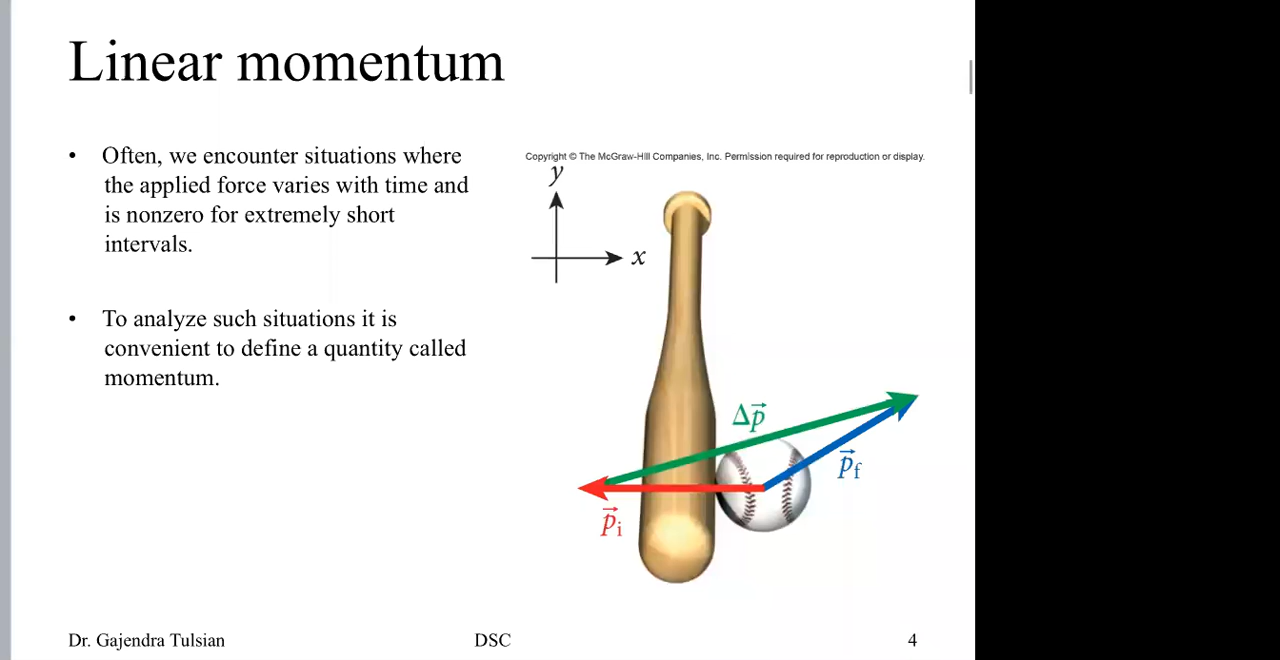 Linear momentum
• Often, we encounter situations where
the applied force varies with time and
is nonzero for extremely short
intervals.
• To analyze such situations it is
convenient to define a quantity called
momentum.
Copyright © The McGraw-Hill Companies, Inc. Permission required for reproduction or display.
y
x
Δp⃗
p⃗f
p⃗i
Dr. Gajendra Tulsian
DSC
4